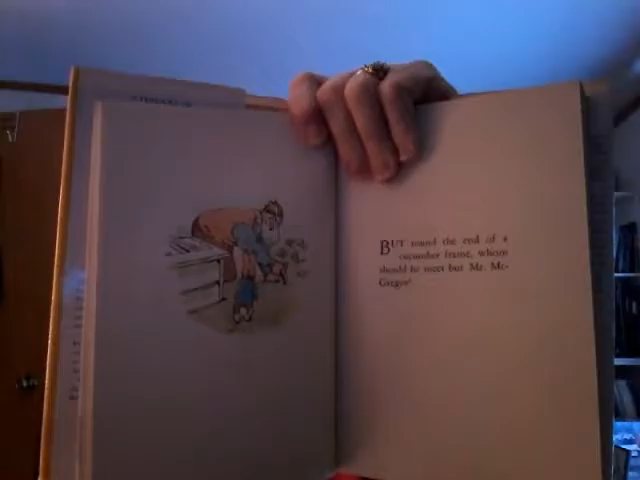 BUT round the end of a
cucumber frame, whom
should he meet but Mr. Mc-
Gregor!